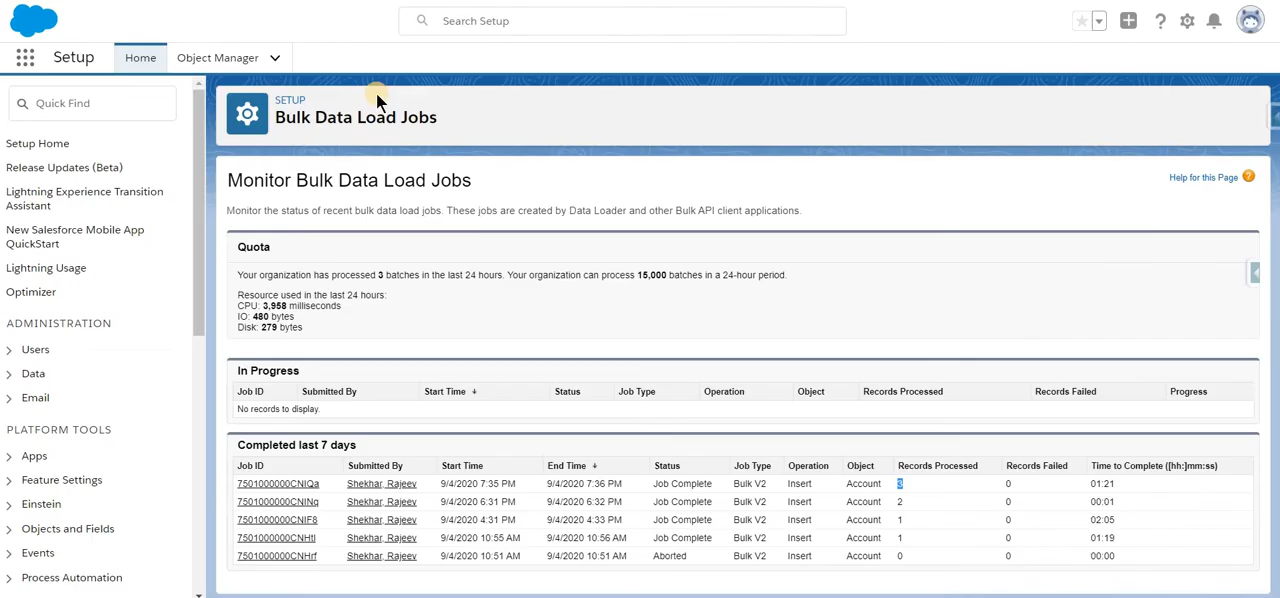 Search Setup
Setup Home Object Manager
Quick Find
Setup Home
Release Updates (Beta)
Lightning Experience Transition
Assistant
New Salesforce Mobile App
QuickStart
Lightning Usage
Optimizer
ADMINISTRATION
Users
Data
Email
PLATFORM TOOLS
Apps
Feature Settings
Einstein
Objects and Fields
Events
Process Automation
SETUP
Bulk Data Load Jobs
Monitor Bulk Data Load Jobs
Help for this Page ?
Monitor the status of recent bulk data load jobs. These jobs are created by Data Loader and other Bulk API client applications.
Quota
Your organization has processed 3 batches in the last 24 hours. Your organization can process 15,000 batches in a 24-hour period.
Resource used in the last 24 hours:
CPU: 3,958 milliseconds
IO: 480 bytes
Disk: 279 bytes
In Progress
Job ID Submitted By Start Time ↓ Status Job Type Operation Object Records Processed Records Failed Progress
No records to display.
Completed last 7 days
Job ID Submitted By Start Time End Time ↓ Status Job Type Operation Object Records Processed Records Failed Time to Complete ([hh:]mm:ss)
7501000000CNIQa Shekhar, Rajeev 9/4/2020 7:35 PM 9/4/2020 7:36 PM Job Complete Bulk V2 Insert Account 3 0 01:21
7501000000CNINq Shekhar, Rajeev 9/4/2020 6:31 PM 9/4/2020 6:32 PM Job Complete Bulk V2 Insert Account 2 0 00:01
7501000000CNIF8 Shekhar, Rajeev 9/4/2020 4:31 PM 9/4/2020 4:33 PM Job Complete Bulk V2 Insert Account 1 0 02:05
7501000000CNHtl Shekhar, Rajeev 9/4/2020 10:55 AM 9/4/2020 10:56 AM Job Complete Bulk V2 Insert Account 1 0 01:19
7501000000CNHrf Shekhar, Rajeev 9/4/2020 10:51 AM 9/4/2020 10:51 AM Aborted Bulk V2 Insert Account 0 0 00:00